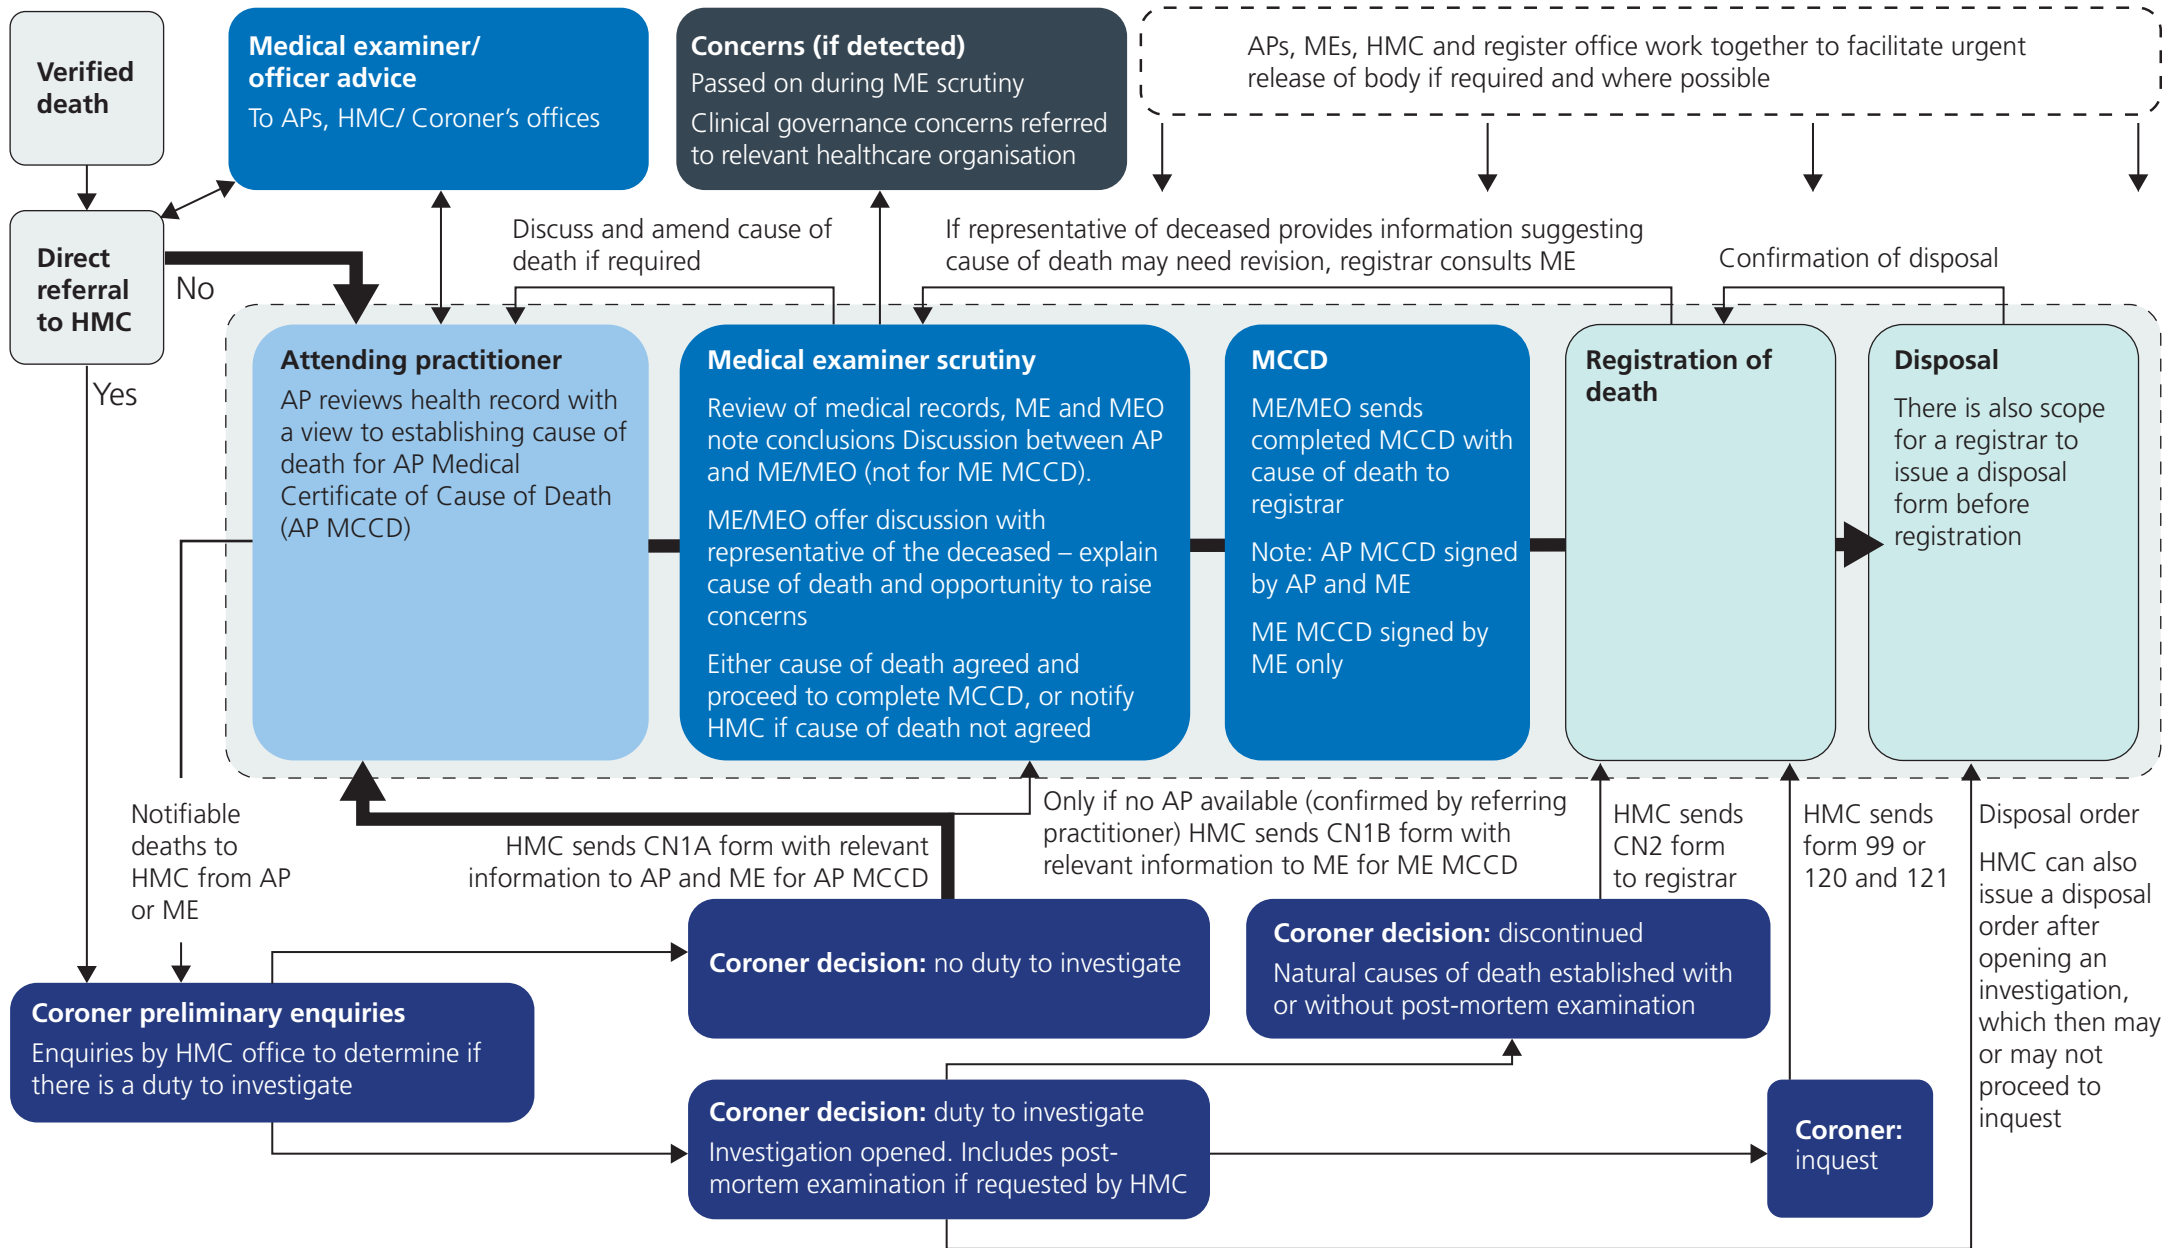 Verified
death
Medical examiner/
officer advice
To APs, HMC/ Coroner’s offices
Concerns (if detected)
Passed on during ME scrutiny
Clinical governance concerns referred
to relevant healthcare organisation
APs, MEs, HMC and register office work together to facilitate urgent
release of body if required and where possible
Direct
referral
to HMC
No
Yes
Discuss and amend cause of
death if required
If representative of deceased provides information suggesting
cause of death may need revision, registrar consults ME
Confirmation of disposal
Attending practitioner
AP reviews health record with
a view to establishing cause of
death for AP Medical
Certificate of Cause of Death
(AP MCCD)
Medical examiner scrutiny
Review of medical records, ME and MEO
note conclusions Discussion between AP
and ME/MEO (not for ME MCCD).
ME/MEO offer discussion with
representative of the deceased – explain
cause of death and opportunity to raise
concerns
Either cause of death agreed and
proceed to complete MCCD, or notify
HMC if cause of death not agreed
MCCD
ME/MEO sends
completed MCCD with
cause of death to
registrar
Note: AP MCCD signed
by AP and ME
ME MCCD signed by
ME only
Registration of
death
Disposal
There is also scope
for a registrar to
issue a disposal
form before
registration
Notifiable
deaths to
HMC from AP
or ME
HMC sends CN1A form with relevant
information to AP and ME for AP MCCD
Only if no AP available (confirmed by referring
practitioner) HMC sends CN1B form with
relevant information to ME for ME MCCD
HMC sends
CN2 form
to registrar
HMC sends
form 99 or
120 and 121
Disposal order
HMC can also
issue a disposal
order after
opening an
investigation,
which then may
or may not
proceed to
inquest
Coroner preliminary enquiries
Enquiries by HMC office to determine if
there is a duty to investigate
Coroner decision: no duty to investigate
Coroner decision: discontinued
Natural causes of death established with
or without post-mortem examination
Coroner decision: duty to investigate
Investigation opened. Includes post-
mortem examination if requested by HMC
Coroner:
inquest